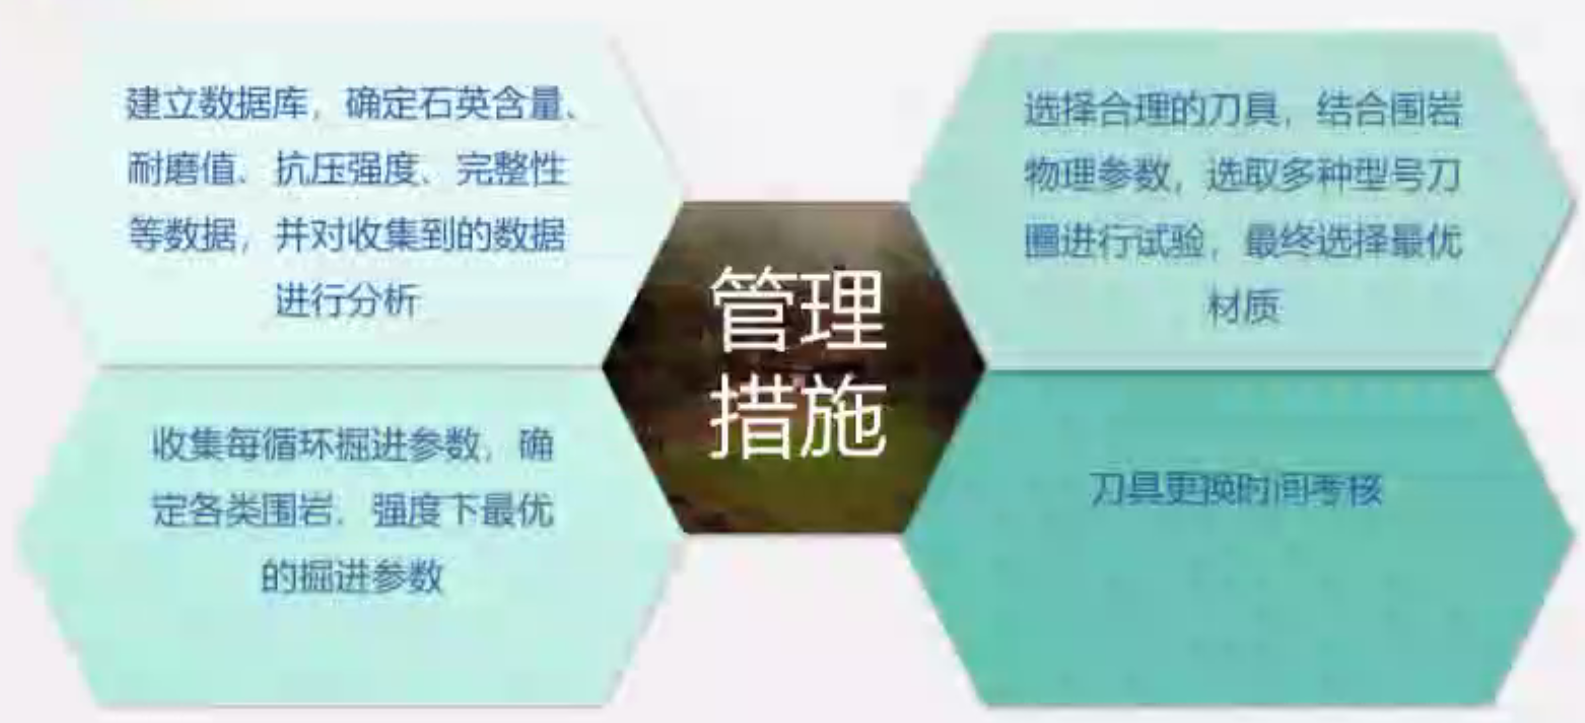 建立数据库，确定石英含量、
耐磨值、抗压强度、完整性
等数据，并对收集到的数据
进行分析
选择合理的刀具，结合围岩
物理参数，选取多种型号刀
圈进行试验，最终选择最优
材质
管理
措施
收集每循环掘进参数，确
定各类围岩、强度下最优
的掘进参数
刀具更换时间考核